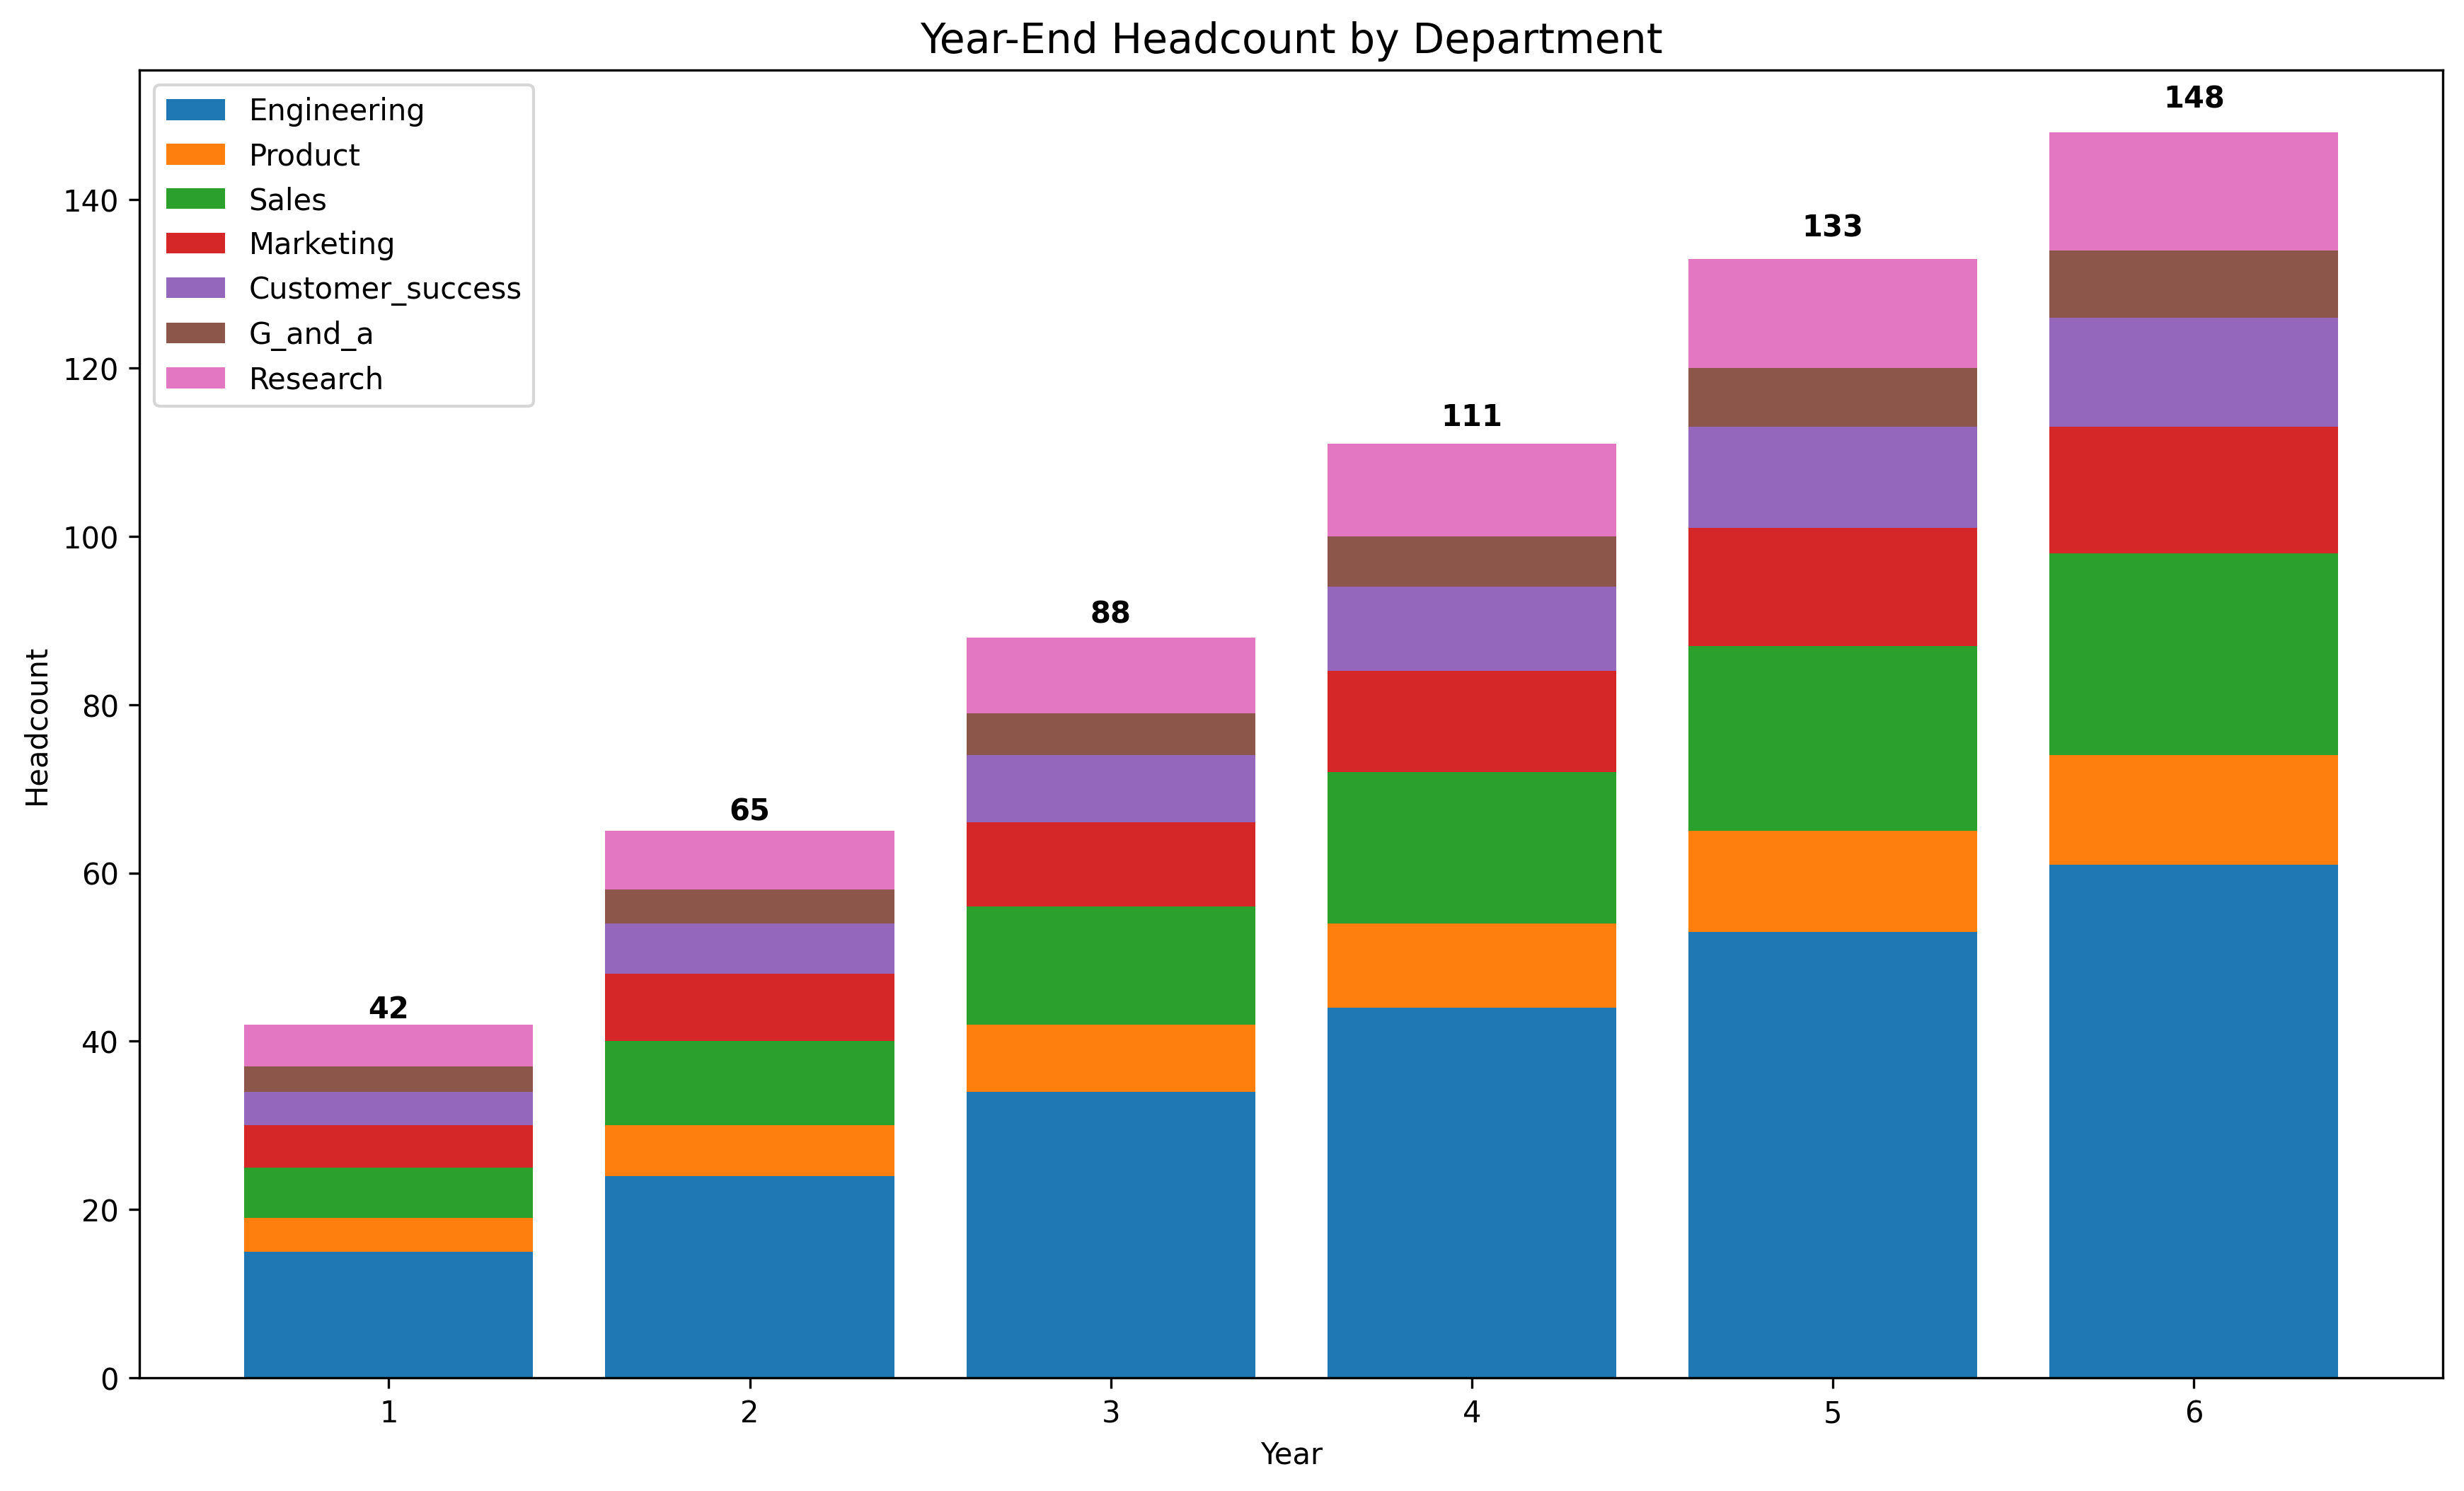 Year-End Headcount by Department
Engineering
Product
Sales
Marketing
Customer_success
G_and_a
Research
148
133
111
88
65
42
Headcount
140
120
100
80
60
40
20
0
1 2 3 4 5 6
Year